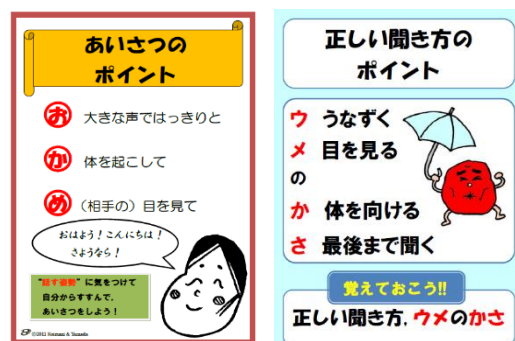 あいさつの
ポイント
お 大きな声ではっきりと
か 体を起こして
め （相手の）目を見て
おはよう！こんにちは！
さようなら！
“話す姿勢”に気をつけて
自分からすすんで、
あいさつをしよう！
正しい聞き方の
ポイント
ウ うなずく
メ 目を見る
の
か 体を向ける
さ 最後まで聞く
覚えておこう!!
正しい聞き方，ウメのかさ